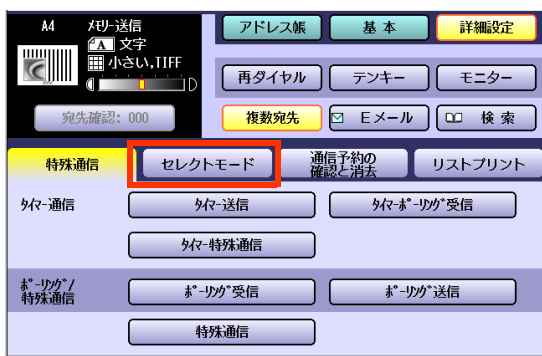 A4 ﾒﾓﾘｰ送信
A 文字
小さい,TIFF
D
宛先確認: 000
アドレス帳
基本
詳細設定
再ダイヤル
テンキー
モニター
複数宛先
Eメール
検索
特殊通信
セレクトモード
通信予約の
確認と消去
リストプリント
ﾀｲﾏｰ通信
ﾀｲﾏｰ送信
ﾀｲﾏｰﾎﾟｰﾘﾝｸﾞ受信
ﾀｲﾏｰ特殊通信
ﾎﾟｰﾘﾝｸﾞ/
特殊通信
ﾎﾟｰﾘﾝｸﾞ受信
ﾎﾟｰﾘﾝｸﾞ送信
特殊通信